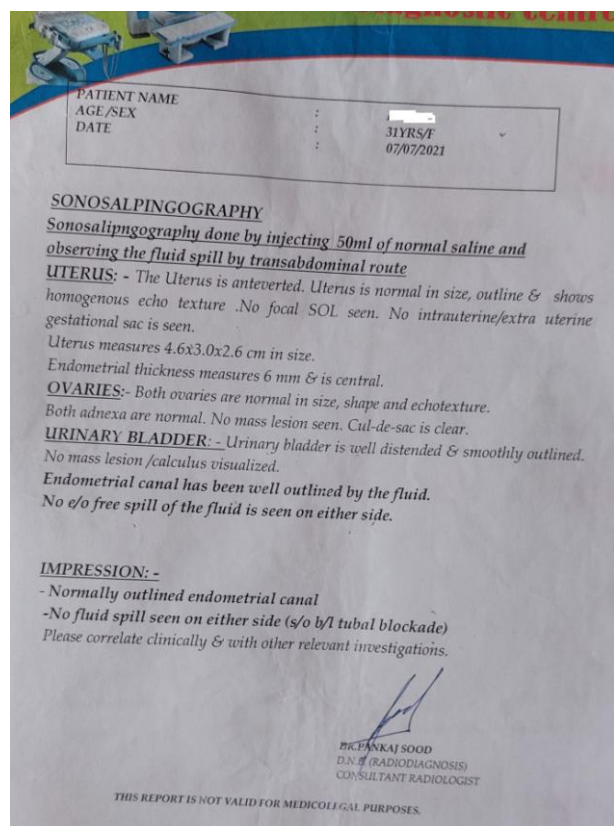 Diagnostic centre
PATIENT NAME :
AGE/SEX : 31YRS/F
DATE : 07/07/2021
SONOSALPINGOGRAPHY
Sonosalipngography done by injecting 50ml of normal saline and
observing the fluid spill by transabdominal route
UTERUS: - The Uterus is anteverted. Uterus is normal in size, outline & shows
homogenous echo texture .No focal SOL seen. No intrauterine/extra uterine
gestational sac is seen.
Uterus measures 4.6x3.0x2.6 cm in size.
Endometrial thickness measures 6 mm & is central.
OVARIES:- Both ovaries are normal in size, shape and echotexture.
Both adnexa are normal. No mass lesion seen. Cul-de-sac is clear.
URINARY BLADDER: - Urinary bladder is well distended & smoothly outlined.
No mass lesion /calculus visualized.
Endometrial canal has been well outlined by the fluid.
No e/o free spill of the fluid is seen on either side.
IMPRESSION: -
- Normally outlined endometrial canal
-No fluid spill seen on either side (s/o b/l tubal blockade)
Please correlate clinically & with other relevant investigations.
DR.PANKAJ SOOD
D.N.B (RADIODIAGNOSIS)
CONSULTANT RADIOLOGIST
THIS REPORT IS NOT VALID FOR MEDICOLEGAL PURPOSES.